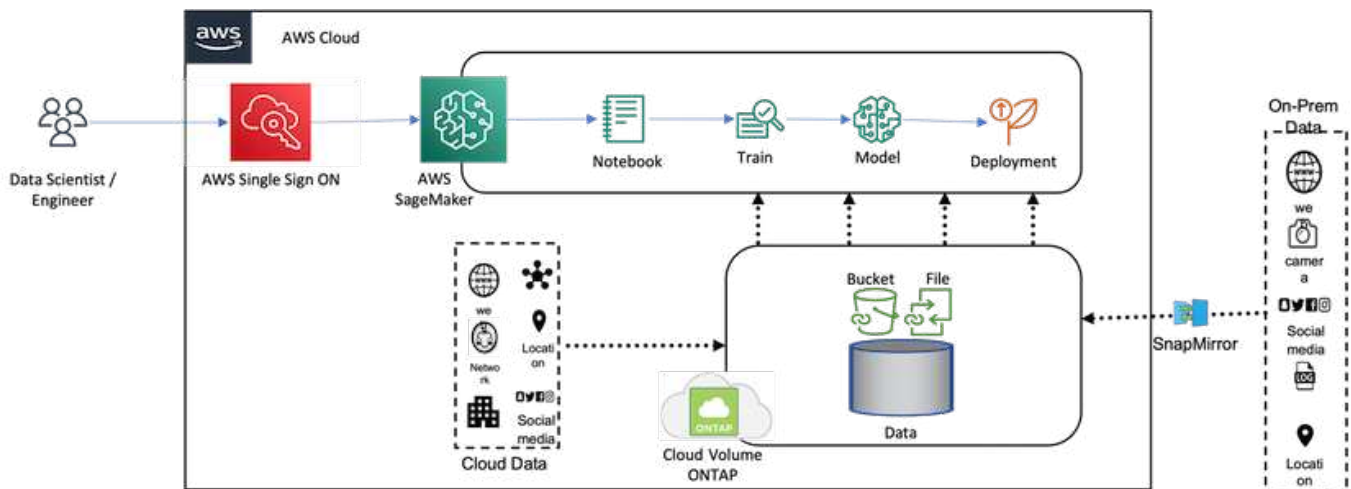 aws
AWS Cloud
Data Scientist /
Engineer
AWS Single Sign ON
AWS
SageMaker
Notebook
Train
Model
Deployment
On-Prem
Data
WWW
we
camer
a
Social
media
LOG
Locati
on
SnapMirror
Bucket
File
Data
ONTAP
Cloud Volume
ONTAP
WWW
we
Locati
on
Netwo
rk
Social
media
Cloud Data